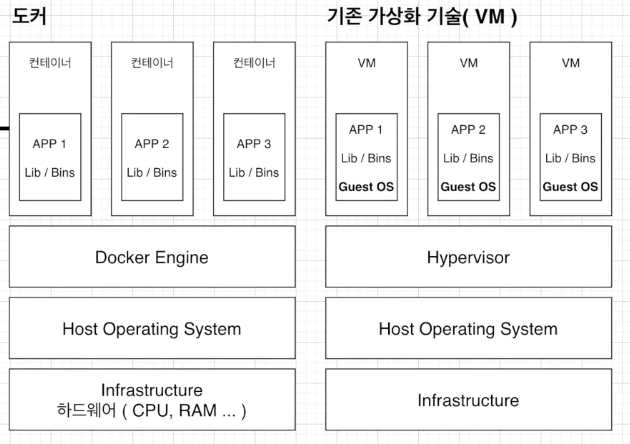 도커
컨테이너
APP 1
Lib / Bins
컨테이너
APP 2
Lib / Bins
컨테이너
APP 3
Lib / Bins
Docker Engine
Host Operating System
Infrastructure
하드웨어 ( CPU, RAM ... )
기존 가상화 기술( VM )
VM
APP 1
Lib / Bins
Guest OS
VM
APP 2
Lib / Bins
Guest OS
VM
APP 3
Lib / Bins
Guest OS
Hypervisor
Host Operating System
Infrastructure